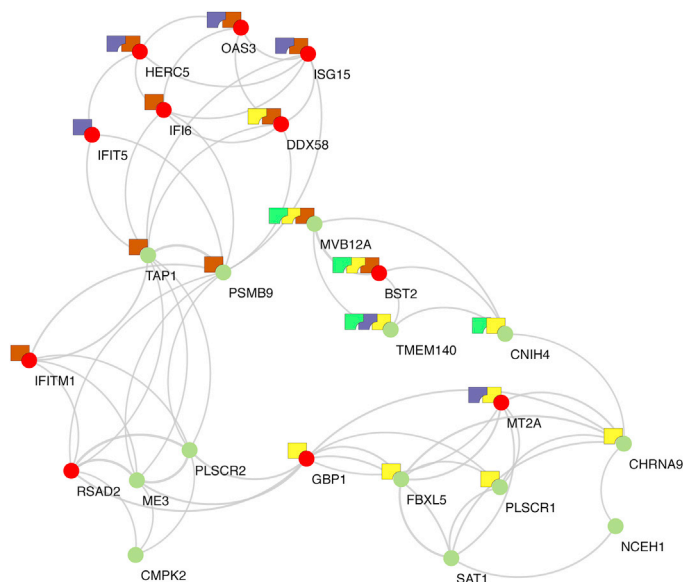 OAS3
HERC5
ISG15
IFI6
DDX58
IFIT5
MVB12A
TAP1
PSMB9
BST2
TMEM140
CNIH4
IFITM1
MT2A
PLSCR2
CHRNA9
RSAD2
ME3
GBP1
FBXL5
PLSCR1
NCEH1
CMPK2
SAT1